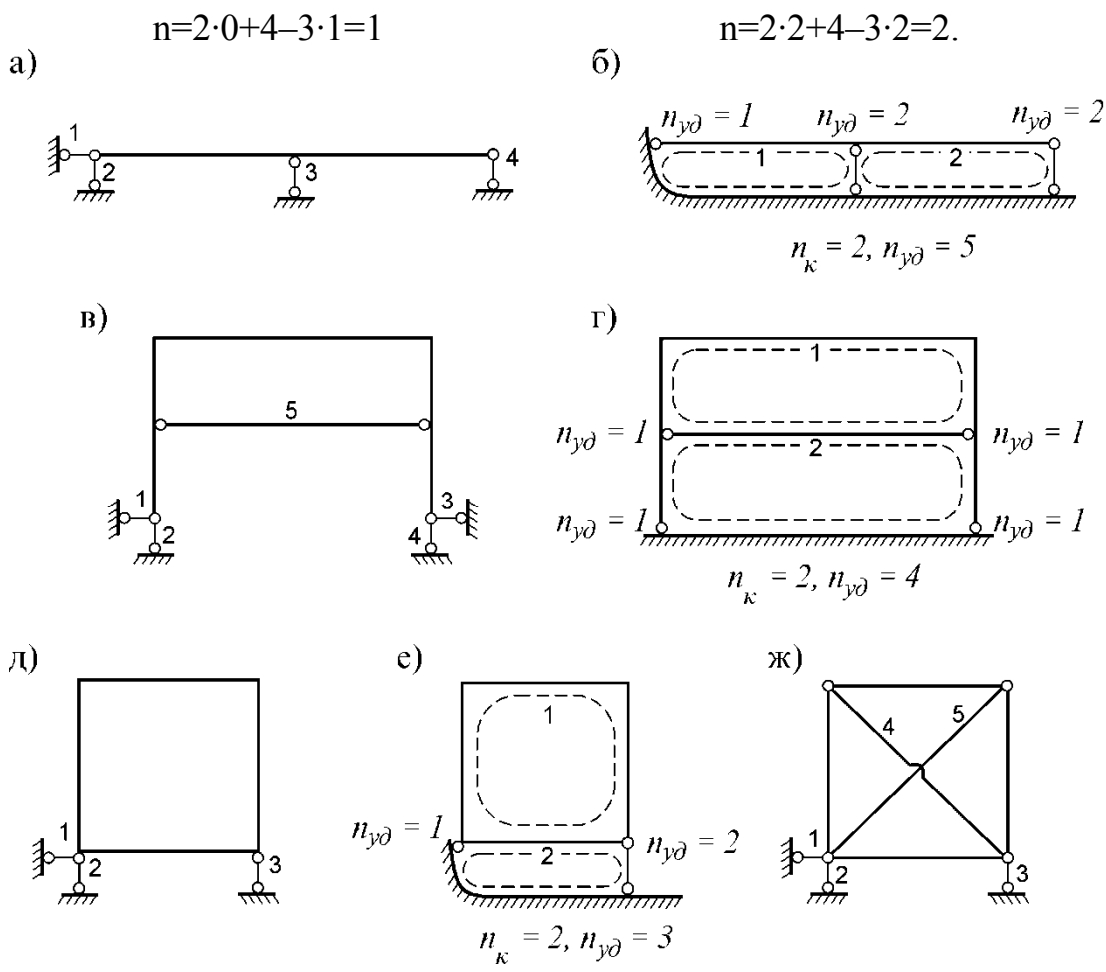 n=2·0+4–3·1=1 n=2·2+4–3·2=2.
а) б)
1 2 3 4
n_уд = 1 n_уд = 2 n_уд = 2
1 2
n_к = 2, n_уд = 5
в) г)
5
1 2 3 4
1
n_уд = 1 2 n_уд = 1
n_уд = 1 n_уд = 1
n_к = 2, n_уд = 4
д) е) ж)
1 2 3
1
n_уд = 1 2 n_уд = 2
n_к = 2, n_уд = 3
4 5
1 2 3